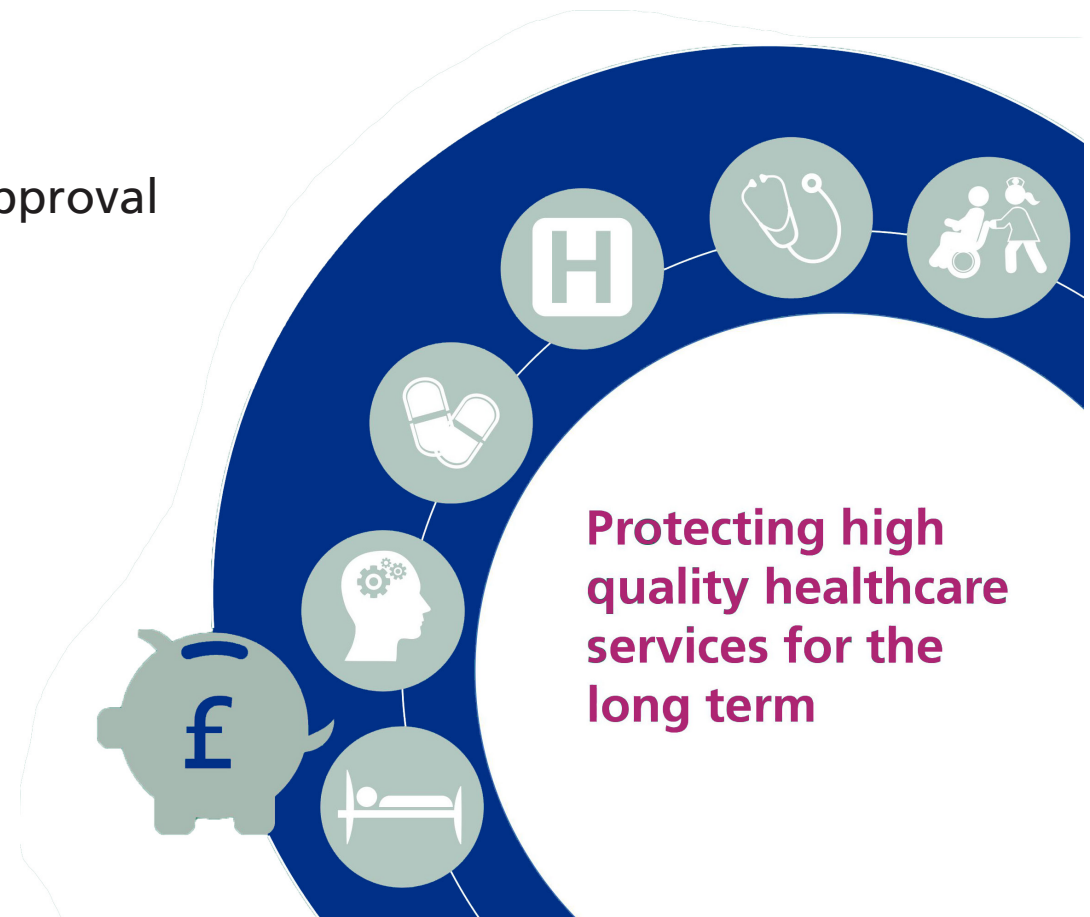 pproval
H
Protecting high
quality healthcare
services for the
long term
£